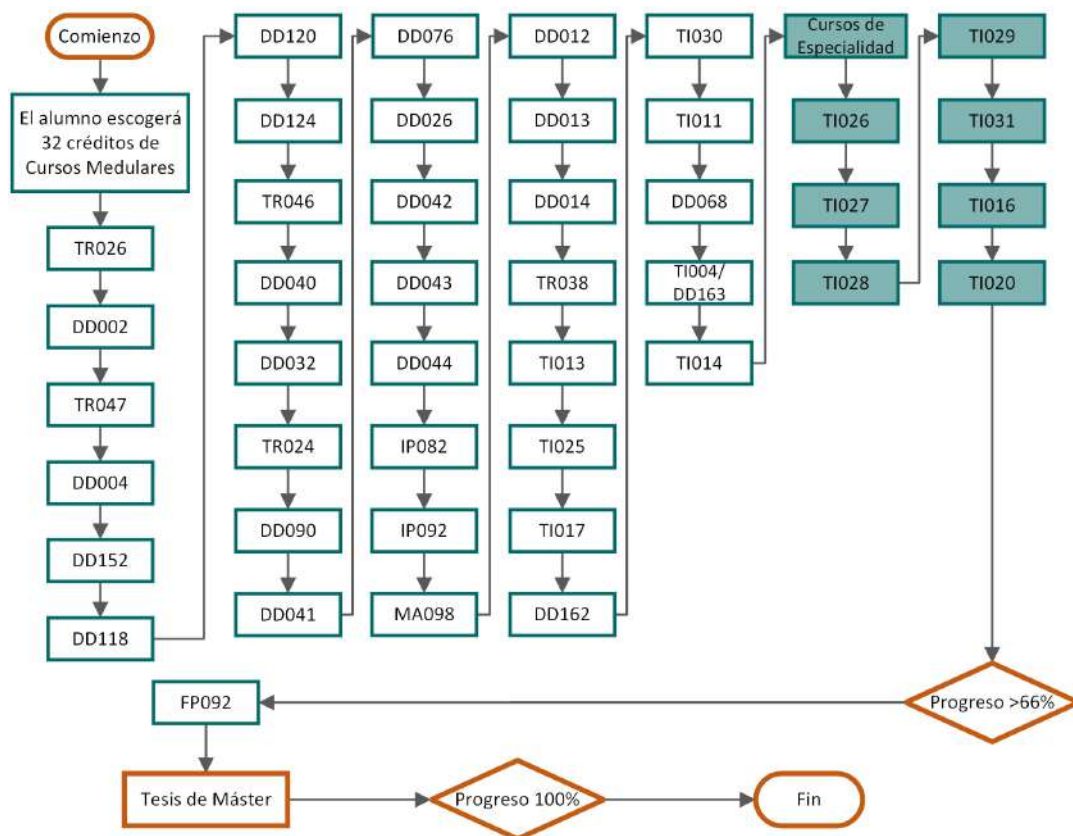 Comienzo
El alumno escogerá
32 créditos de
Cursos Medulares
TR026
DD002
TR047
DD004
DD152
DD118
DD120
DD124
TR046
DD040
DD032
TR024
DD090
DD041
DD076
DD026
DD042
DD043
DD044
IP082
IP092
MA098
DD012
DD013
DD014
TR038
TI013
TI025
TI017
DD162
TI030
TI011
DD068
TI004/
DD163
TI014
Cursos de
Especialidad
TI026
TI027
TI028
TI029
TI031
TI016
TI020
Progreso >66%
FP092
Tesis de Máster
Progreso 100%
Fin